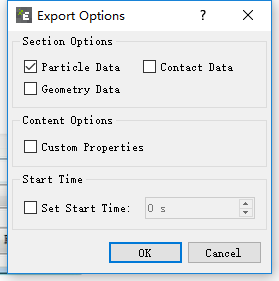 Export Options
Section Options
Particle Data
Contact Data
Geometry Data
Content Options
Custom Properties
Start Time
Set Start Time:
0 s
OK
Cancel